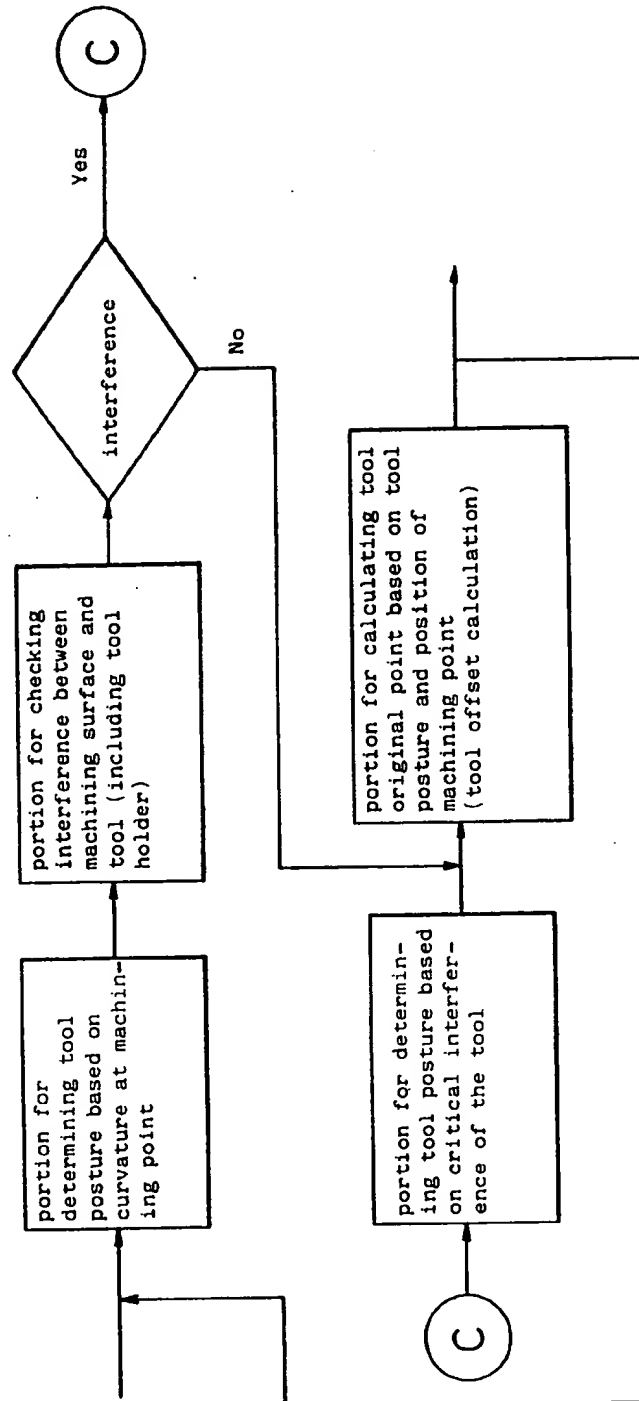 portion for
determining tool
posture based on
curvature at machin-
ing point
portion for checking
interference between
machining surface and
tool (including tool
holder)
interference
Yes
C
No
C
portion for determin-
ing tool posture based
on critical interfer-
ence of the tool
portion for calculating tool
original point based on tool
posture and position of
machining point
(tool offset calculation)